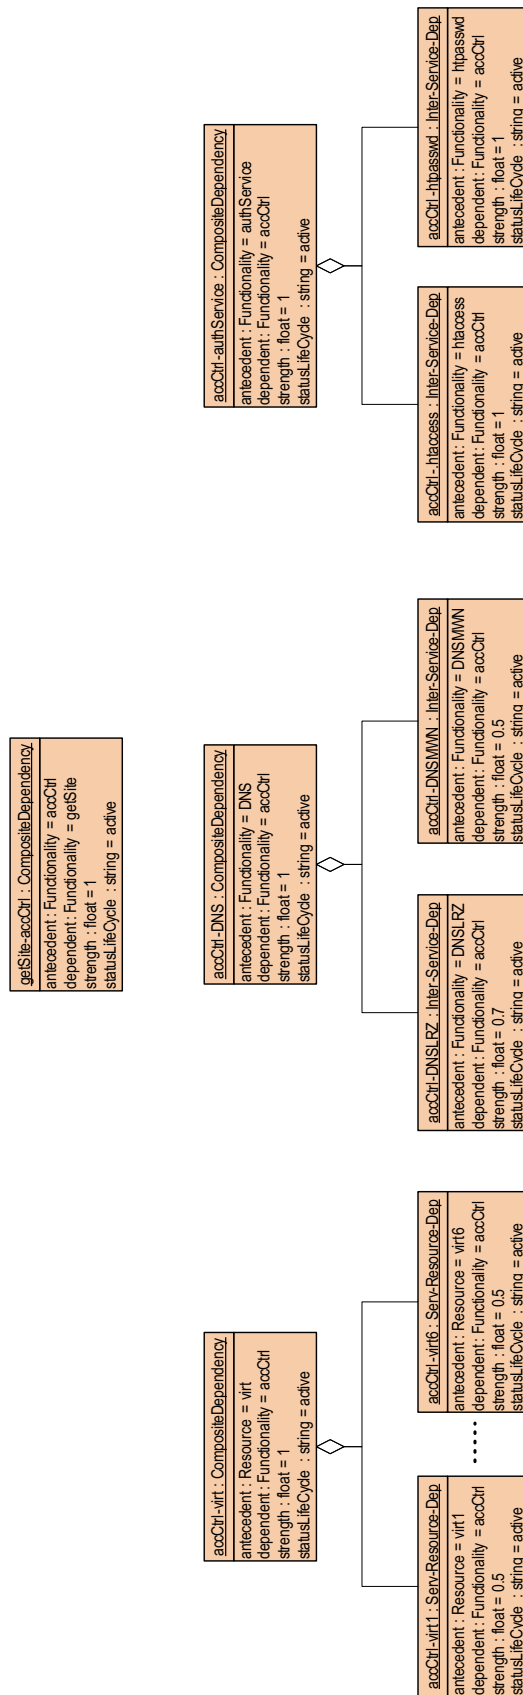 getSite-accCtrl : CompositeDependency
antecedent : Functionality = accCtrl
dependent : Functionality = getSite
strength : float = 1
statusLifeCycle : string = active
accCtrl-virt : CompositeDependency
antecedent : Resource = virt
dependent : Functionality = accCtrl
strength : float = 1
statusLifeCycle : string = active
accCtrl-DNS : CompositeDependency
antecedent : Functionality = DNS
dependent : Functionality = accCtrl
strength : float = 1
statusLifeCycle : string = active
accCtrl-authService : CompositeDependency
antecedent : Functionality = authService
dependent : Functionality = accCtrl
strength : float = 1
statusLifeCycle : string = active
accCtrl-virt1 : Serv-Resource-Dep
antecedent : Resource = virt1
dependent : Functionality = accCtrl
strength : float = 0.5
statusLifeCycle : string = active
.....
accCtrl-virt6 : Serv-Resource-Dep
antecedent : Resource = virt6
dependent : Functionality = accCtrl
strength : float = 0.5
statusLifeCycle : string = active
accCtrl-DNSLRZ : Inter-Service-Dep
antecedent : Functionality = DNSLRZ
dependent : Functionality = accCtrl
strength : float = 0.7
statusLifeCycle : string = active
accCtrl-DNSMWN : Inter-Service-Dep
antecedent : Functionality = DNSMWN
dependent : Functionality = accCtrl
strength : float = 0.5
statusLifeCycle : string = active
accCtrl-.htaccess : Inter-Service-Dep
antecedent : Functionality = htaccess
dependent : Functionality = accCtrl
strength : float = 1
statusLifeCycle : string = active
accCtrl-htpasswd : Inter-Service-Dep
antecedent : Functionality = htpasswd
dependent : Functionality = accCtrl
strength : float = 1
statusLifeCycle : string = active